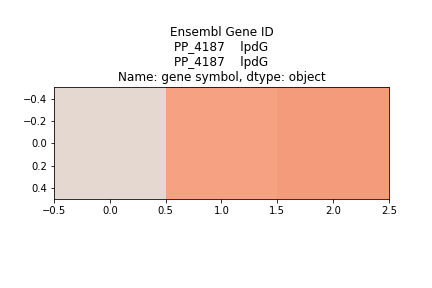 Ensembl Gene ID
PP_4187    lpdG
PP_4187    lpdG
Name: gene symbol, dtype: object
−0.4
−0.2
0.0
0.2
0.4
−0.5 0.0 0.5 1.0 1.5 2.0 2.5